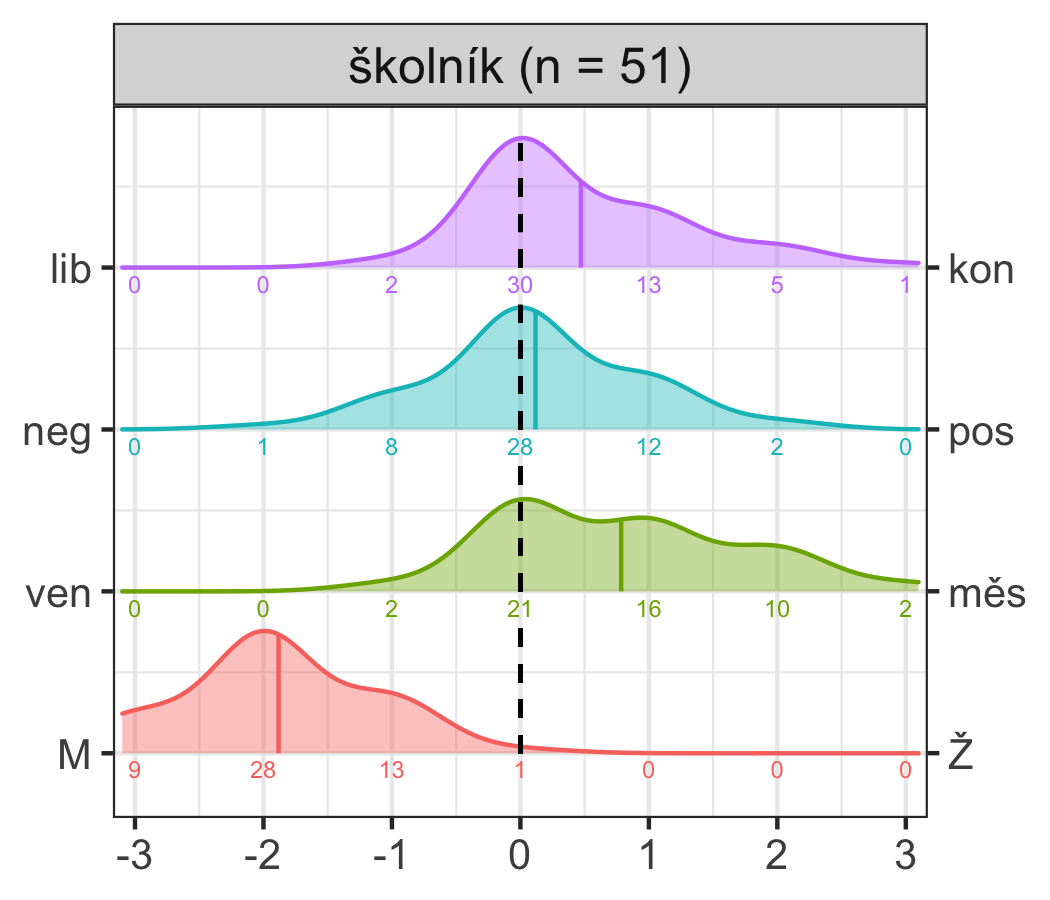 školník (n = 51)
lib kon
0 0 2 30 13 5 1
neg pos
0 1 8 28 12 2 0
ven měs
0 0 2 21 16 10 2
M Ž
9 28 13 1 0 0 0
-3 -2 -1 0 1 2 3